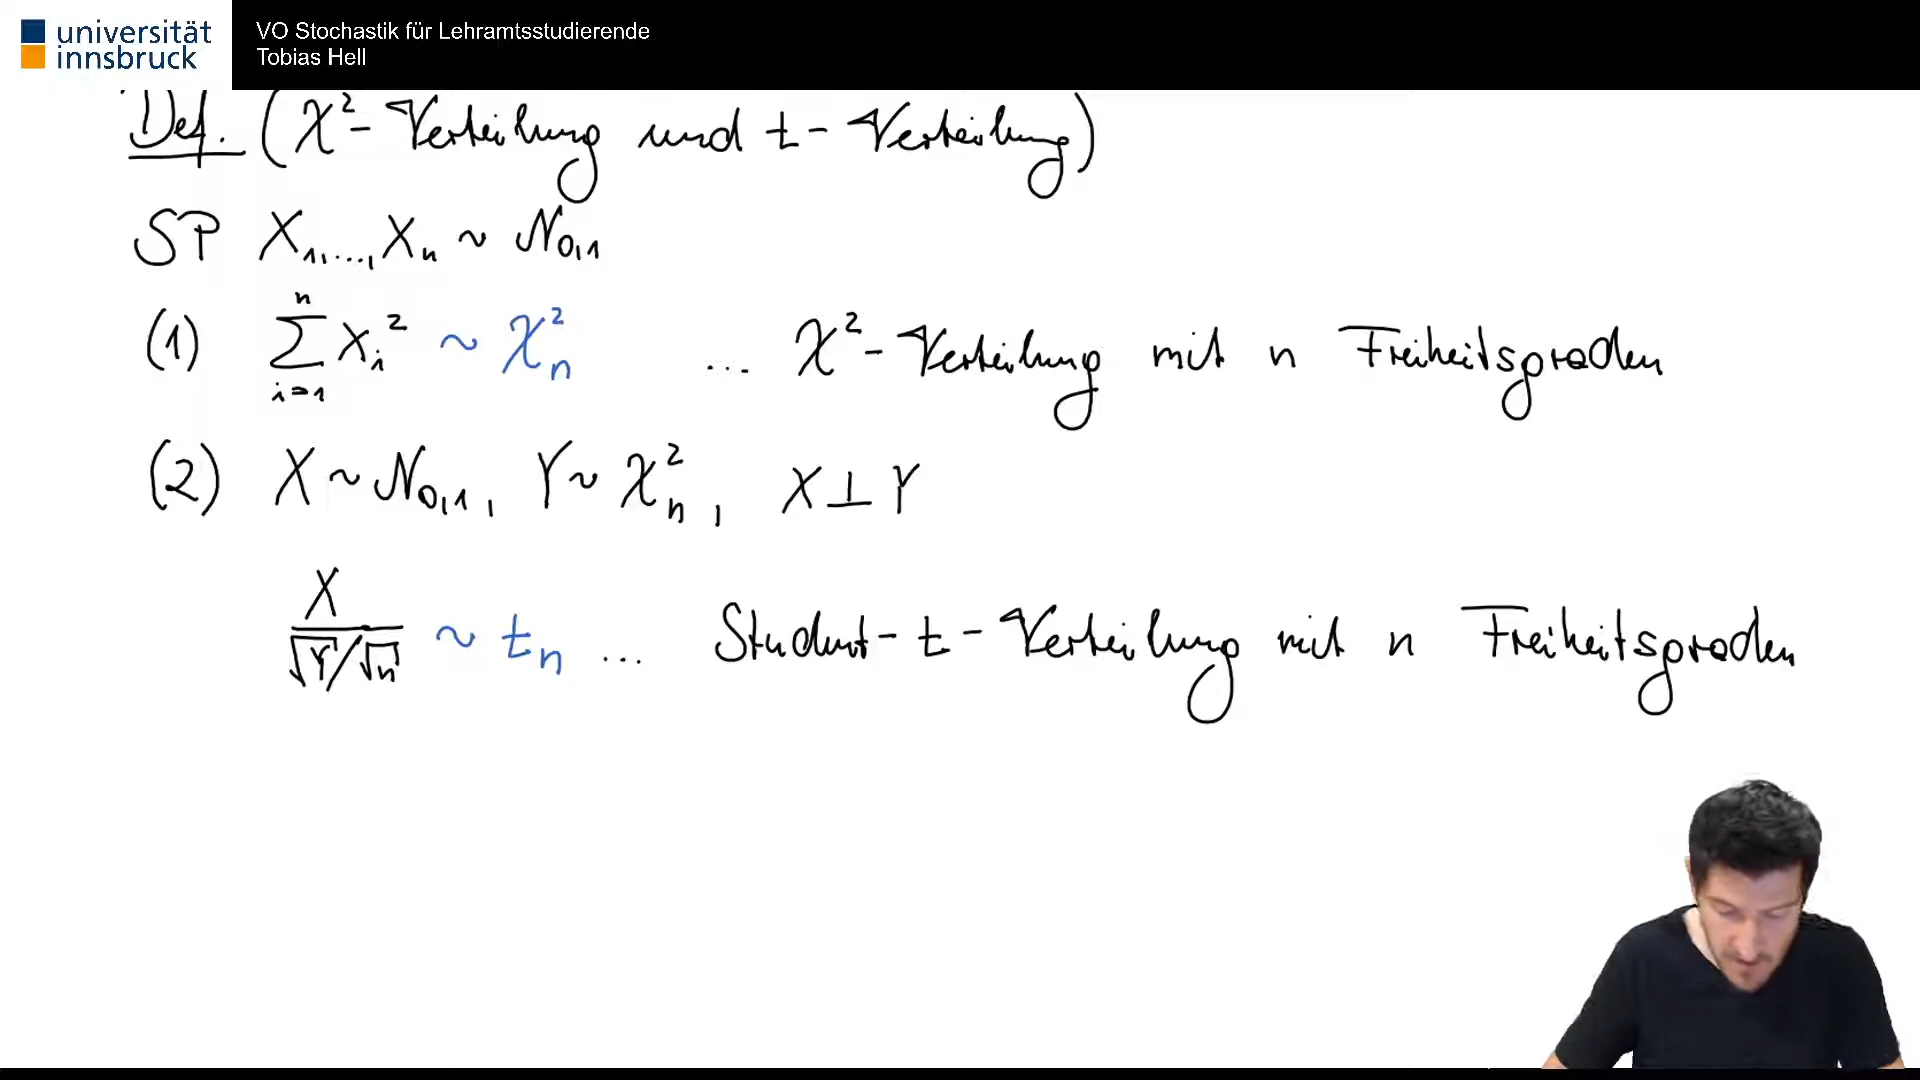 universität
innsbruck
VO Stochastik für Lehramtsstudierende
Tobias Hell
Def. (χ²- Verteilung und t - Verteilung)
SP X₁,...,Xₙ ~ N₀,₁
(1) ∑ᵢ₌₁ⁿ Xᵢ² ~ χ²ₙ ... χ² - Verteilung mit n Freiheitsgraden
(2) X ~ N₀,₁, Y ~ χ²ₙ, X ⊥ Y
X / (√Y/√n) ~ tₙ ... Student - t - Verteilung mit n Freiheitsgraden